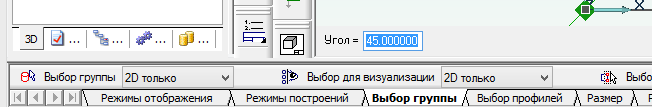 3D ... ... ... ...
Угол = 45.000000
Выбор группы 2D только Выбор для визуализации 2D только Выбо
Режимы отображения Режимы построений Выбор группы Выбор профилей Размер